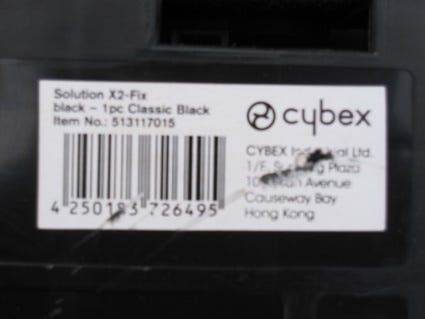 Solution X2-Fix
black - 1pc Classic Black
Item No.: 513117015
4 250183 726495
cybex
CYBEX Ltd.
1/F, Plaza
Avenue
Causeway Bay
Hong Kong